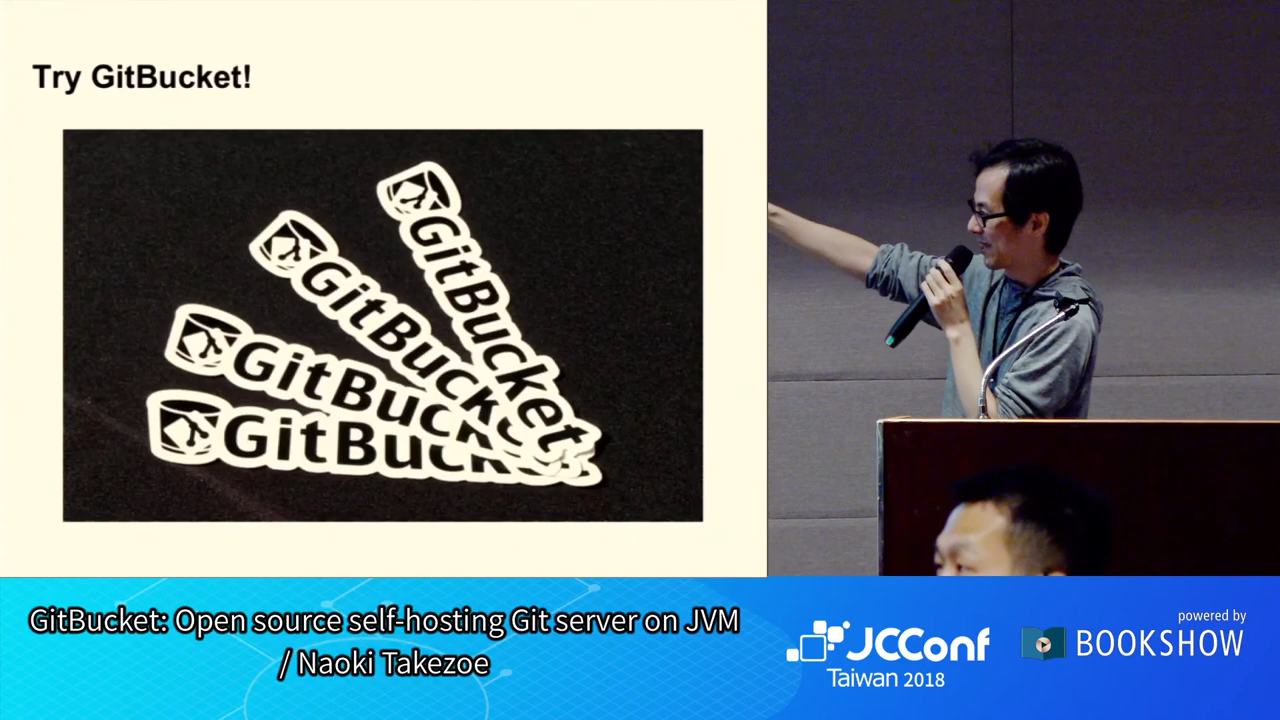 Try GitBucket!
GitBucket
GitBucket
GitBuck
GitBuck
GitBucket: Open source self-hosting Git server on JVM
/ Naoki Takezoe
JCConf
Taiwan 2018
powered by
BOOKSHOW